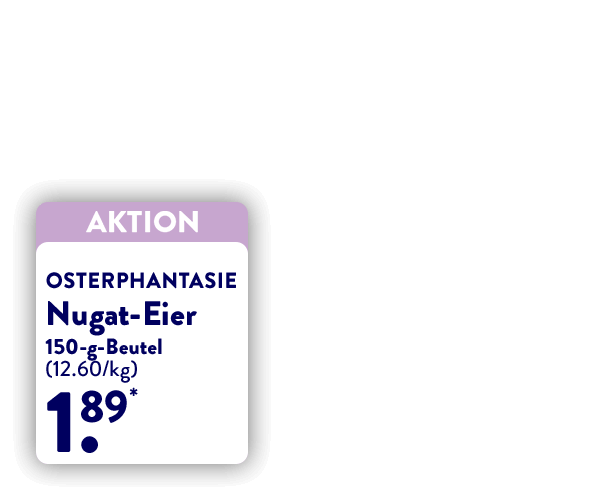 AKTION
OSTERPHANTASIE
Nugat-Eier
150-g-Beutel
(12.60/kg)
1.89*